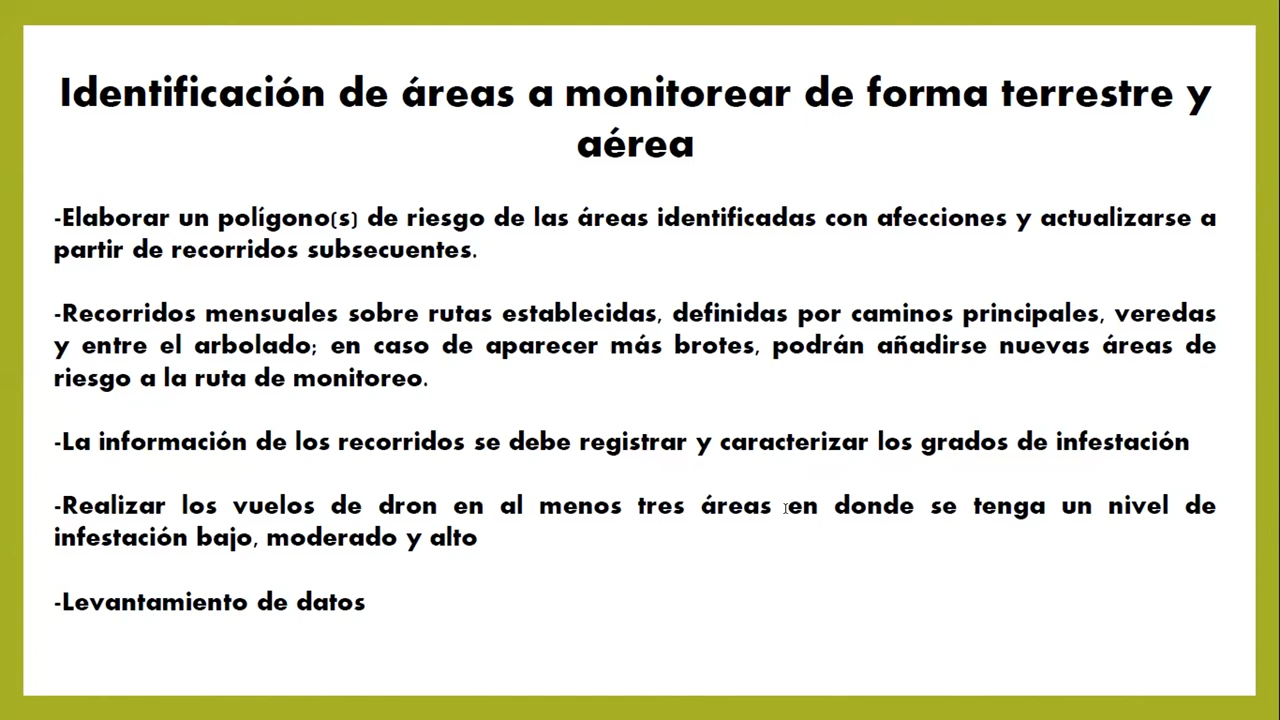 Identificación de áreas a monitorear de forma terrestre y
aérea
-Elaborar un polígono(s) de riesgo de las áreas identificadas con afecciones y actualizarse a
partir de recorridos subsecuentes.
-Recorridos mensuales sobre rutas establecidas, definidas por caminos principales, veredas
y entre el arbolado; en caso de aparecer más brotes, podrán añadirse nuevas áreas de
riesgo a la ruta de monitoreo.
-La información de los recorridos se debe registrar y caracterizar los grados de infestación
-Realizar los vuelos de dron en al menos tres áreas en donde se tenga un nivel de
infestación bajo, moderado y alto
-Levantamiento de datos